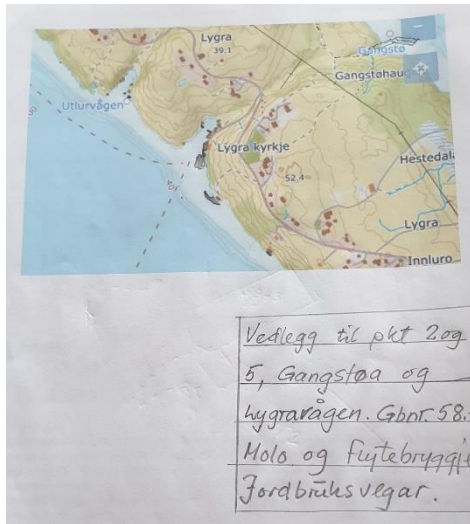 Lygra
39.1
Gangstø
Gangstøhaug
Utlurvågen
Lygra kyrkje
Hestedal
52.4
Lygra
Innluro
Vedlegg til pkt 2 og
5, Gangstøa og
Lygravågen. Gbnr. 58.
Molo og flytebryggje
Jordbruksvegar.